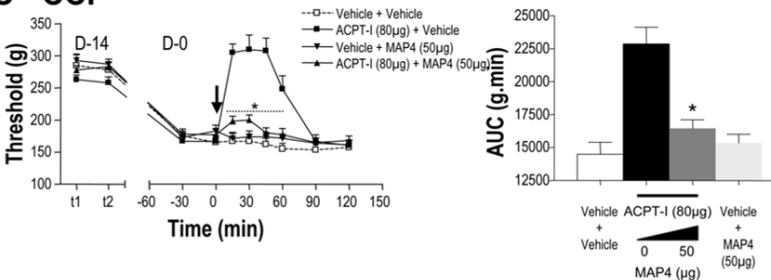 Vehicle + Vehicle
ACPT-I (80µg) + Vehicle
Vehicle + MAP4 (50µg)
ACPT-I (80µg) + MAP4 (50µg)
D-14 D-0
*
Threshold (g)
350
300
250
200
150
100
t1 t2 -60 -30 0 30 60 90 120 150
Time (min)
AUC (g.min)
25000
22500
20000
17500
15000
12500
*
Vehicle
+
Vehicle
ACPT-I (80µg)
0 50
MAP4 (µg)
Vehicle
+
MAP4
(50µg)